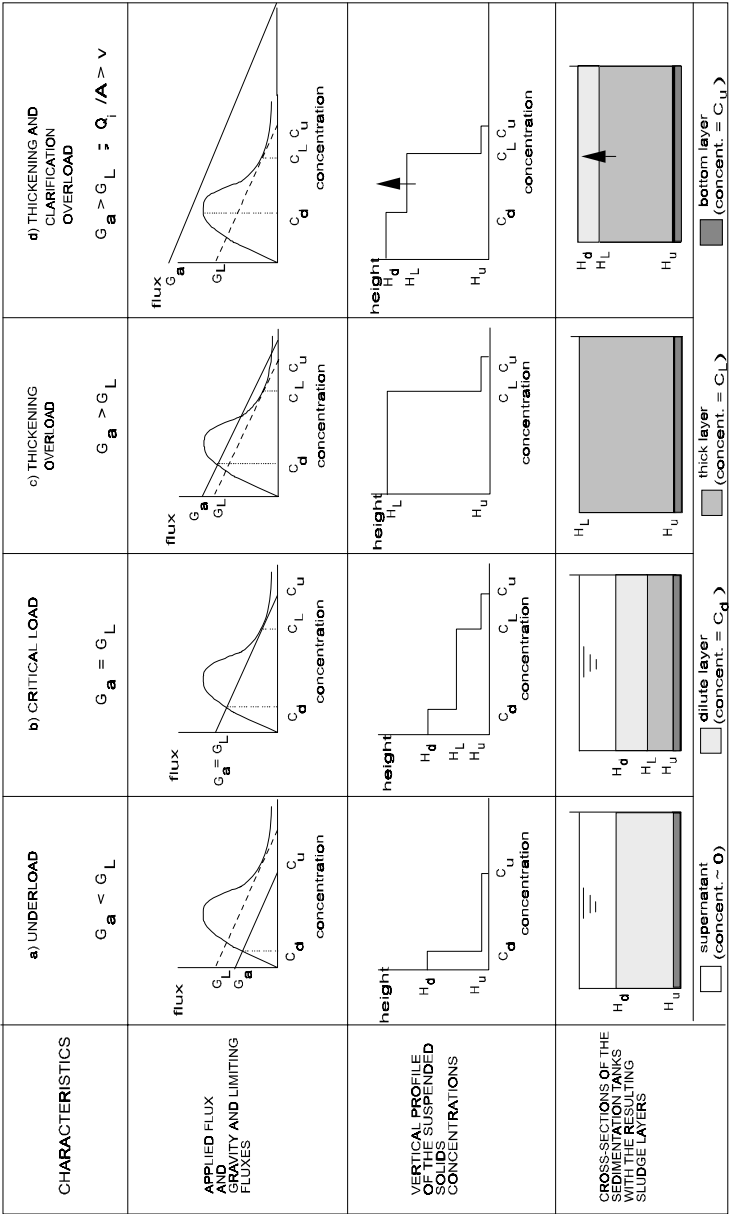 CHARACTERISTICS
a) UNDERLOAD
G a < G L
b) CRITICAL LOAD
G a = G L
c) THICKENING
OVERLOAD
G a > G L
d) THICKENING AND
CLARIFICATION
OVERLOAD
G a > G L ; Q i /A > v
APPLIED FLUX
AND
GRAVITY AND LIMITING
FLUXES
flux
G L
G a
C d
C u
concentration
flux
G a = G L
C d
C L
C u
concentration
flux
G a
G L
C d
C L
C u
concentration
flux
G a
G L
C d
C L
C u
concentration
VERTICAL PROFILE
OF THE SUSPENDED
SOLIDS
CONCENTRATIONS
height
H d
H u
C d
C u
concentration
height
H d
H L
H u
C d
C L
C u
concentration
height
H L
H u
C L
C u
concentration
height
H d
H L
H u
C d
C L
C u
concentration
CROSS-SECTIONS OF THE
SEDIMENTATION TANKS
WITH THE RESULTING
SLUDGE LAYERS
H d
H u
H d
H L
H u
H L
H u
H d
H L
H u
supernatant
(concent. ~ 0)
dilute layer
(concent. = C d )
thick layer
(concent. = C L )
bottom layer
(concent. = C u )